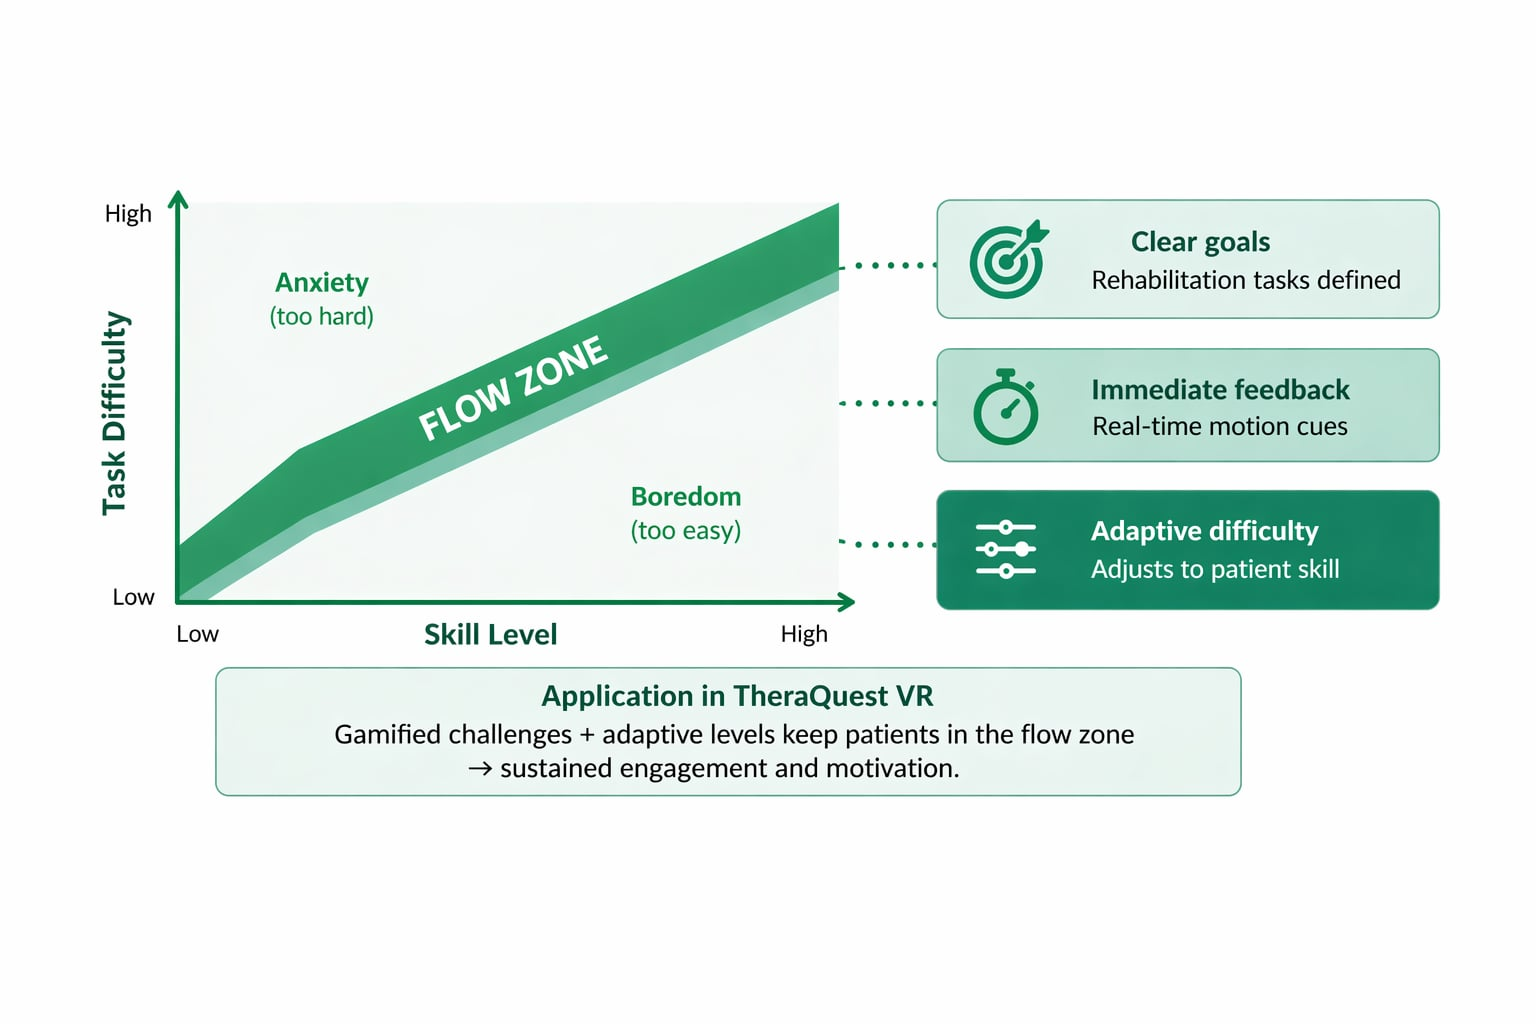 High
Task Difficulty
Low
Anxiety
(too hard)
FLOW ZONE
Boredom
(too easy)
Low
Skill Level
High
Clear goals
Rehabilitation tasks defined
Immediate feedback
Real-time motion cues
Adaptive difficulty
Adjusts to patient skill
Application in TheraQuest VR
Gamified challenges + adaptive levels keep patients in the flow zone
→ sustained engagement and motivation.